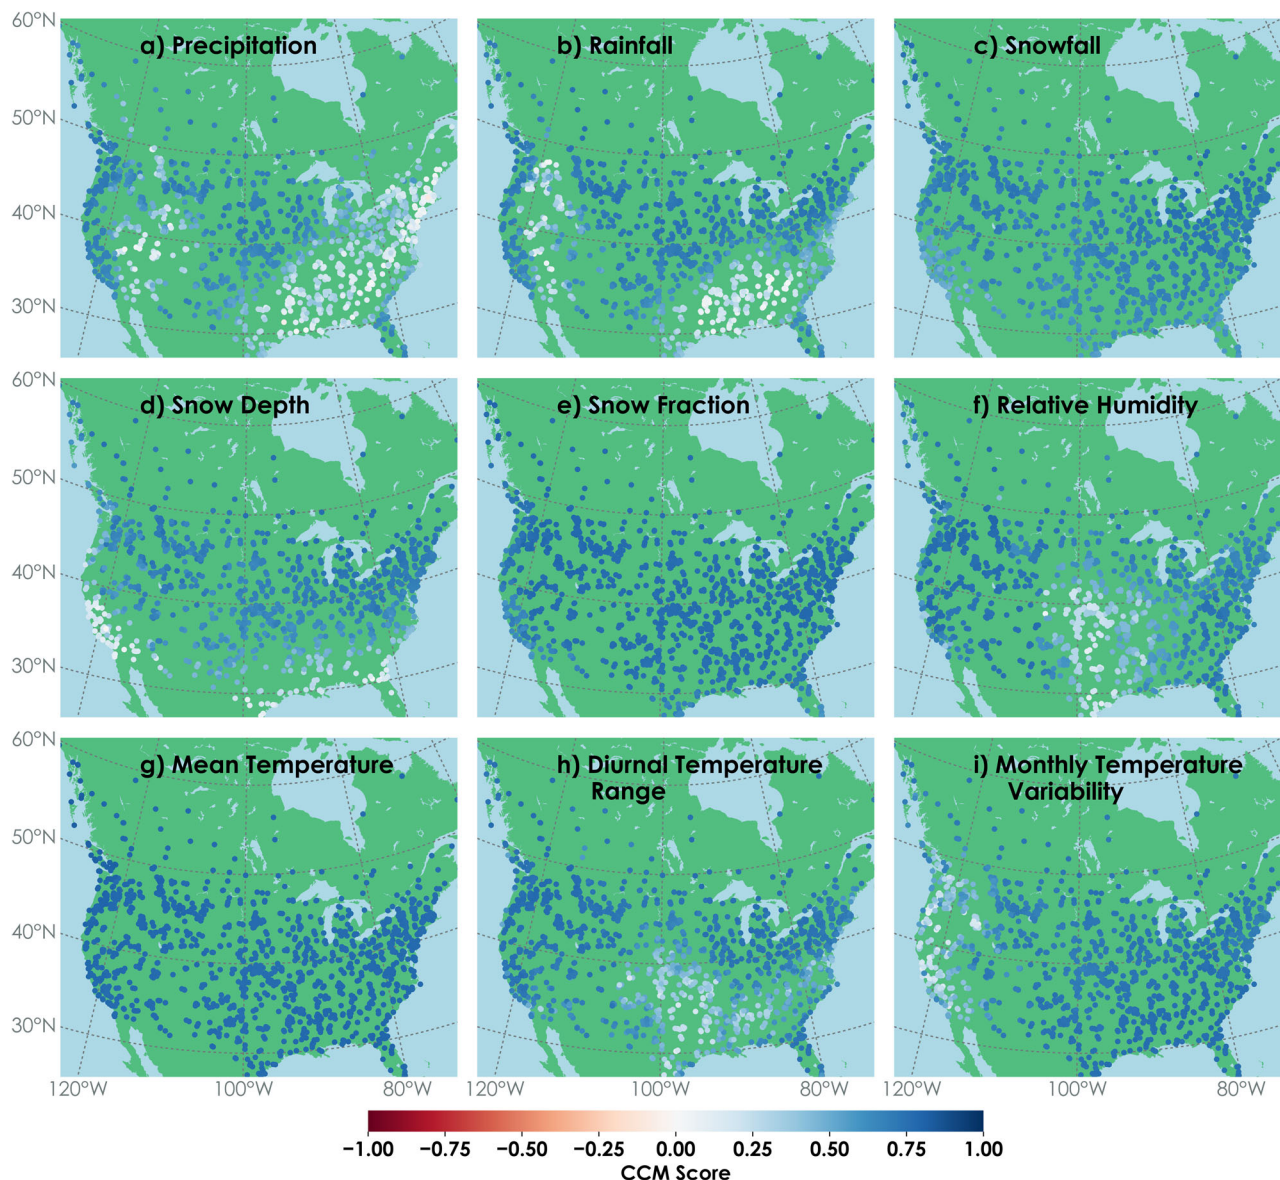 60°N
a) Precipitation
b) Rainfall
c) Snowfall
50°N
40°N
30°N
60°N
d) Snow Depth
e) Snow Fraction
f) Relative Humidity
50°N
40°N
30°N
60°N
g) Mean Temperature
h) Diurnal Temperature
Range
i) Monthly Temperature
Variability
50°N
40°N
30°N
120°W 100°W 80°W 120°W 100°W 80°W 120°W 100°W 80°W
−1.00 −0.75 −0.50 −0.25 0.00 0.25 0.50 0.75 1.00
CCM Score